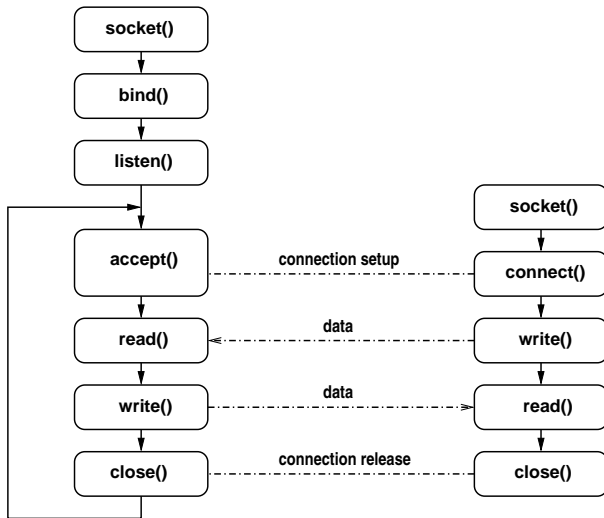 socket()
bind()
listen()
socket()
accept()
connection setup
connect()
read()
data
write()
write()
data
read()
close()
connection release
close()